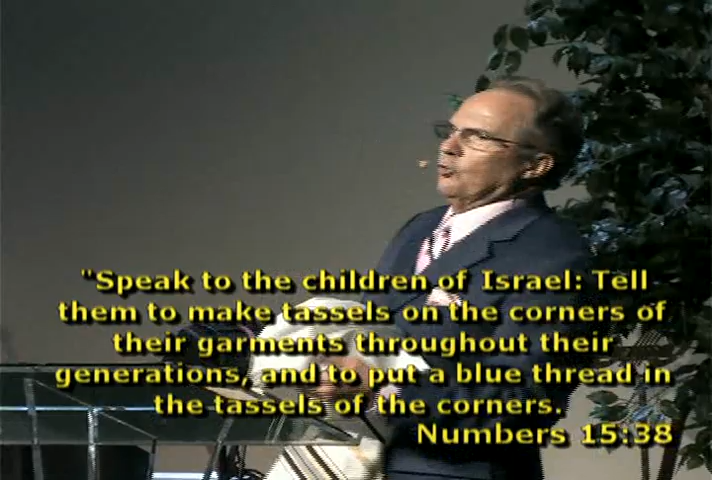 "Speak to the children of Israel: Tell
them to make tassels on the corners of
their garments throughout their
generations, and to put a blue thread in
the tassels of the corners.
Numbers 15:38